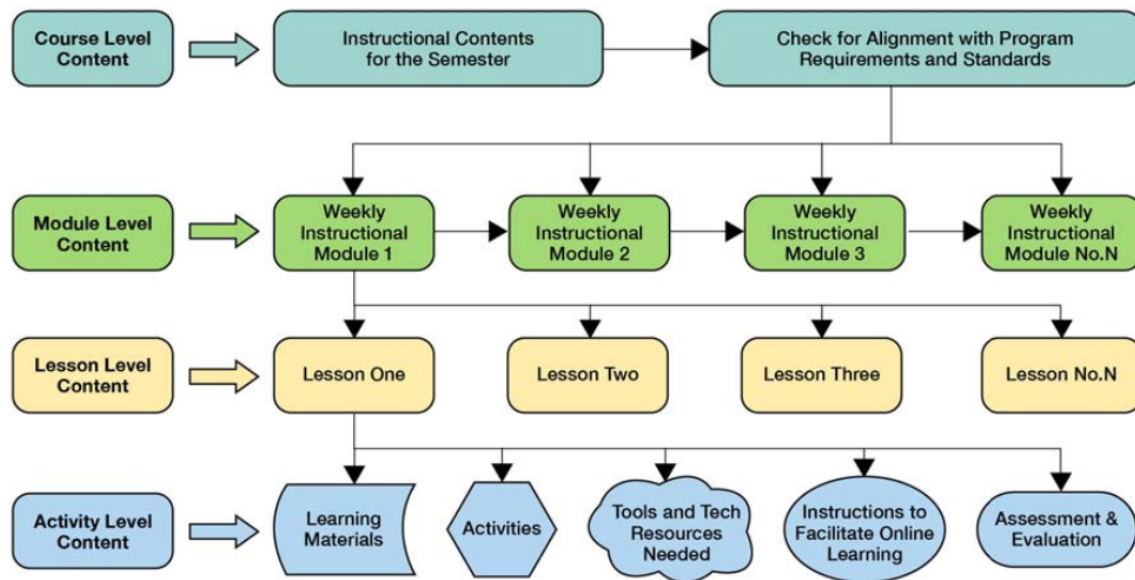 Course Level
Content
Instructional Contents
for the Semester
Check for Alignment with Program
Requirements and Standards
Module Level
Content
Weekly
Instructional
Module 1
Weekly
Instructional
Module 2
Weekly
Instructional
Module 3
Weekly
Instructional
Module No.N
Lesson Level
Content
Lesson One
Lesson Two
Lesson Three
Lesson No.N
Activity Level
Content
Learning
Materials
Activities
Tools and Tech
Resources
Needed
Instructions to
Facilitate Online
Learning
Assessment &
Evaluation